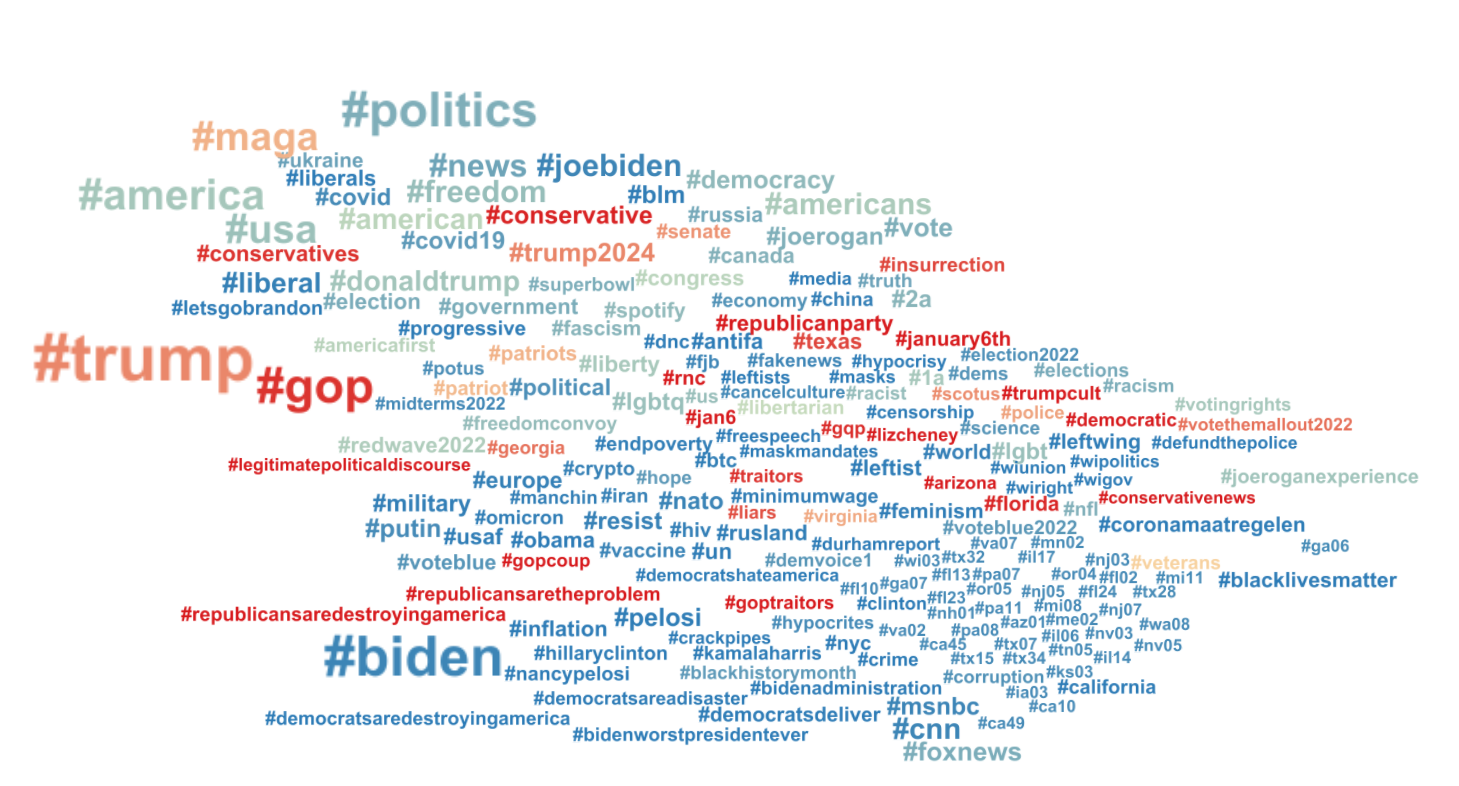 #politics
#maga
#ukraine #news #joebiden
#liberals #democracy
#america #covid #freedom #blm
#american #conservative #russia #americans
#usa #covid19 #senate #joerogan #vote
#conservatives #trump2024 #canada #insurrection
#liberal #donaldtrump #superbowl #congress #media #truth
#letsgobrandon #election #government #spotify #economy #china #2a
#progressive #fascism #republicanparty
#americafirst #dnc #antifa #texas #january6th
#trump #potus #patriots #liberty #fjb #fakenews #hypocrisy #election2022
#rnc #leftists #masks #1a #dems #elections
#gop #patriot #political #us #cancelculture #racist #scotus #trumpcult #racism
#midterms2022 #lgbtq #libertarian #censorship #police #votingrights
#freedomconvoy #jan6 #gqp #lizcheney #science #democratic #votethemallout2022
#redwave2022 #georgia #endpoverty #freespeech #maskmandates #world #lgbt #leftwing #defundthepolice
#legitimatepoliticaldiscourse #crypto #btc #leftist #wiunion #wipolitics
#europe #hope #traitors #arizona #wiright #wigov #joeroganexperience
#military #manchin #iran #nato #minimumwage #florida #nfl #conservativenews
#putin #omicron #resist #liars #virginia #feminism #voteblue2022 #coronamaatregelen
#usaf #obama #hiv #rusland #durhamreport #va07 #mn02 #ga06
#voteblue #gopcoup #vaccine #un #demvoice1 #wi03 #tx32 #il17 #nj03 #veterans
#democratshateamerica #fl13 #pa07 #or04 #fl02 #mi11 #blacklivesmatter
#republicansaretheproblem #fl10 #ga07 #or05 #nj05 #fl24 #tx28
#republicansaredestroyingamerica #goptraitors #clinton #fl23 #nh01 #pa11 #mi08 #nj07
#inflation #pelosi #hypocrites #va02 #pa08 #az01 #me02 #wa08
#biden #crackpipes #nyc #ca45 #tx07 #il06 #nv03 #nv05
#hillaryclinton #kamalaharris #crime #tx15 #tx34 #tn05 #il14
#nancypelosi #blackhistorymonth #corruption #ks03
#democratsareadisaster #bidenadministration #ia03 #california
#democratsaredestroyingamerica #democratsdeliver #msnbc #ca10
#bidenworstpresidentever #cnn #ca49
#foxnews